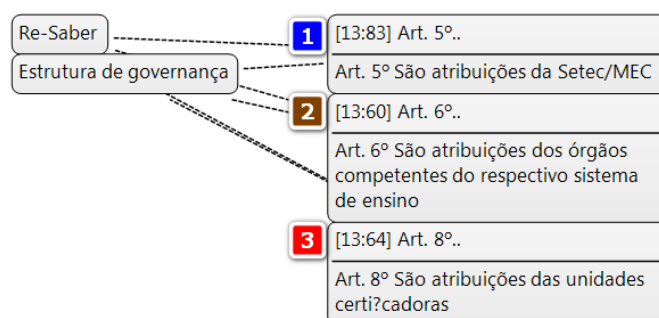 Re-Saber
Estrutura de governança
1
[13:83] Art. 5º..
Art. 5º São atribuições da Setec/MEC
2
[13:60] Art. 6º..
Art. 6º São atribuições dos órgãos
competentes do respectivo sistema
de ensino
3
[13:64] Art. 8º..
Art. 8º São atribuições das unidades
certi?cadoras